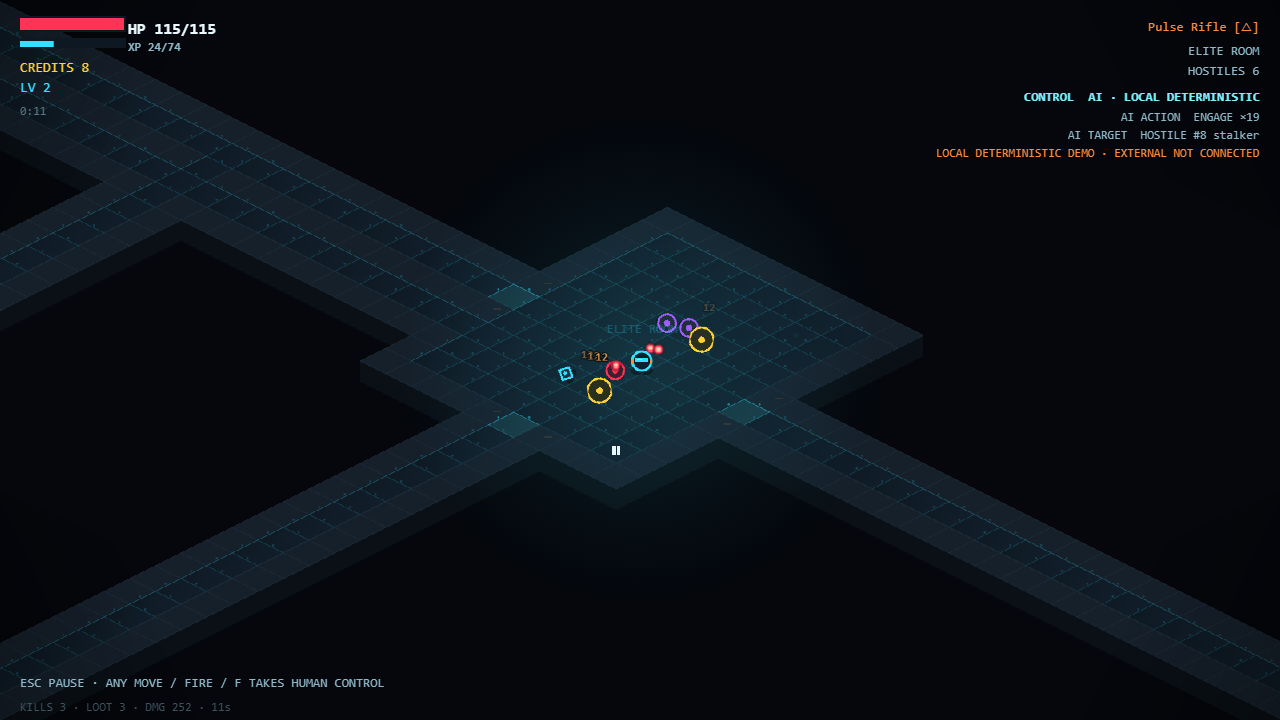 HP 115/115
XP 24/74
CREDITS 8
LV 2
0:11
Pulse Rifle [△]
ELITE ROOM
HOSTILES 6
CONTROL AI · LOCAL DETERMINISTIC
AI ACTION ENGAGE ×19
AI TARGET HOSTILE #8 stalker
LOCAL DETERMINISTIC DEMO · EXTERNAL NOT CONNECTED
12
ELITE
12
ESC PAUSE · ANY MOVE / FIRE / F TAKES HUMAN CONTROL
KILLS 3 · LOOT 3 · DMG 252 · 11s